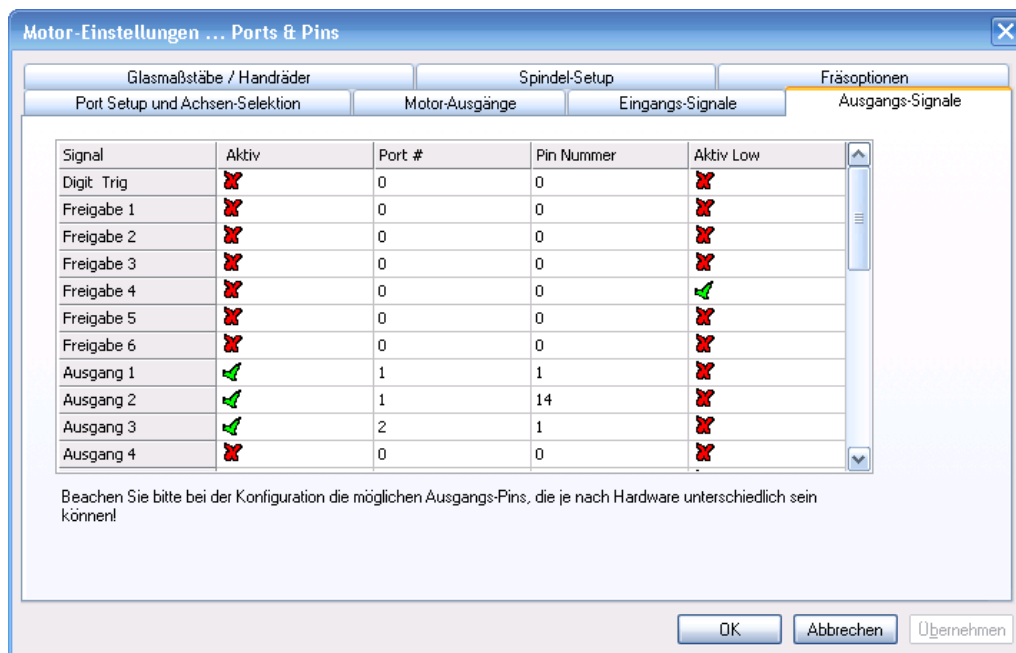 Motor-Einstellungen ... Ports & Pins
Glasmaßstäbe / Handräder Spindel-Setup Fräsoptionen
Port Setup und Achsen-Selektion Motor-Ausgänge Eingangs-Signale Ausgangs-Signale
Signal Aktiv Port # Pin Nummer Aktiv Low
Digit Trig 0 0
Freigabe 1 0 0
Freigabe 2 0 0
Freigabe 3 0 0
Freigabe 4 0 0
Freigabe 5 0 0
Freigabe 6 0 0
Ausgang 1 1 1
Ausgang 2 1 14
Ausgang 3 2 1
Ausgang 4 0 0
Beachen Sie bitte bei der Konfiguration die möglichen Ausgangs-Pins, die je nach Hardware unterschiedlich sein
können!
OK Abbrechen Übernehmen